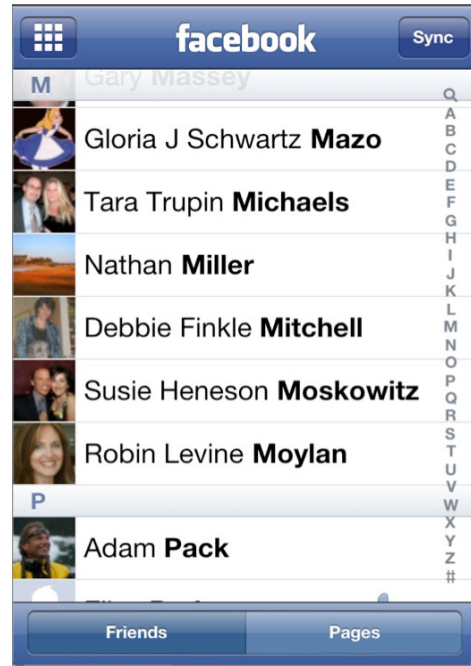 facebook
Sync
M
Gary Massey
Gloria J Schwartz Mazo
Tara Trupin Michaels
Nathan Miller
Debbie Finkle Mitchell
Susie Heneson Moskowitz
Robin Levine Moylan
P
Adam Pack
A
B
C
D
E
F
G
H
I
J
K
L
M
N
O
P
Q
R
S
T
U
V
W
X
Y
Z
#
Friends
Pages